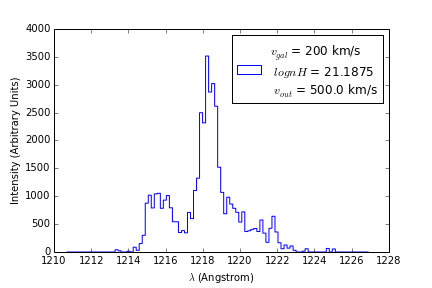 4000
3500
3000
2500
2000
1500
1000
500
0
Intensity (Arbitrary Units)
v_gal = 200 km/s
lognH = 21.1875
v_out = 500.0 km/s
1210 1212 1214 1216 1218 1220 1222 1224 1226 1228
λ (Angstrom)